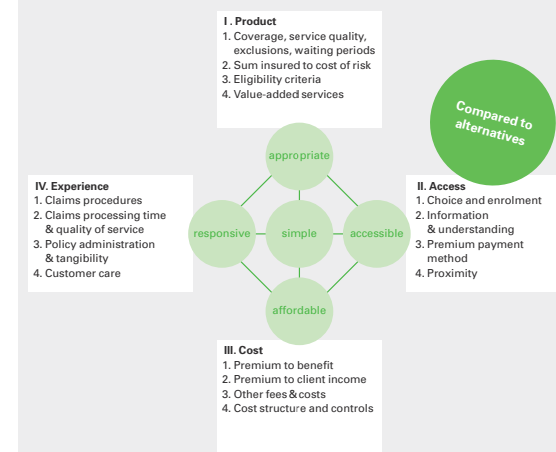 I . Product
1. Coverage, service quality,
exclusions, waiting periods
2. Sum insured to cost of risk
3. Eligibility criteria
4. Value-added services
Compared to
alternatives
appropriate
IV. Experience
1. Claims procedures
2. Claims processing time
& quality of service
3. Policy administration
& tangibility
4. Customer care
responsive
simple
accessible
II. Access
1. Choice and enrolment
2. Information
& understanding
3. Premium payment
method
4. Proximity
affordable
III. Cost
1. Premium to benefit
2. Premium to client income
3. Other fees & costs
4. Cost structure and controls